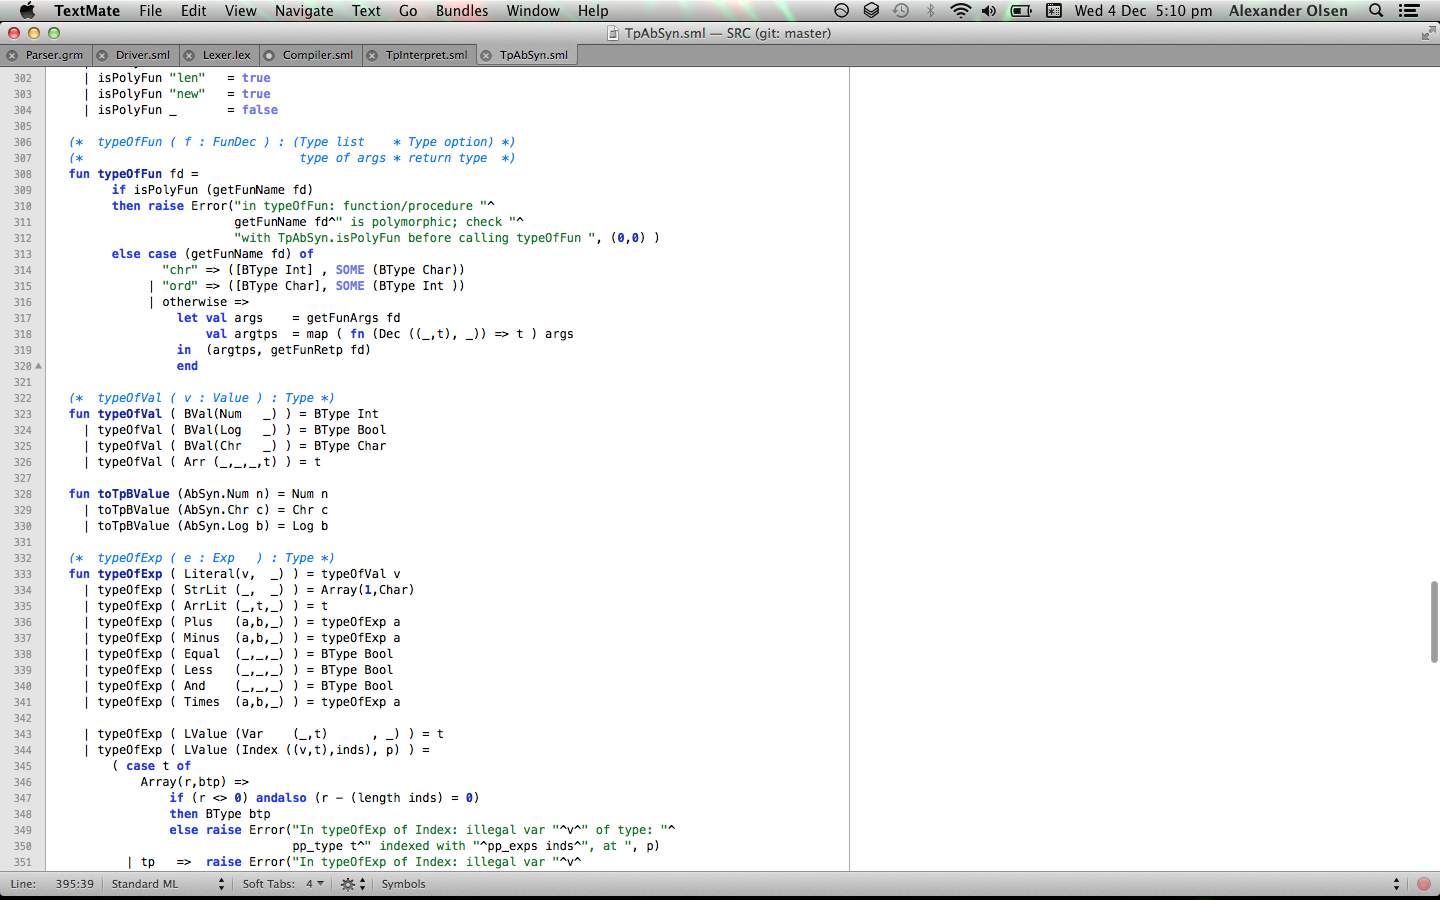 TextMate File Edit View Navigate Text Go Bundles Window Help Wed 4 Dec 5:10 pm Alexander Olsen
TpAbSyn.sml — SRC (git: master)
Parser.grm Driver.sml Lexer.lex Compiler.sml TpInterpret.sml TpAbSyn.sml
302 | isPolyFun "len" = true
303 | isPolyFun "new" = true
304 | isPolyFun _ = false
305
306 (* typeOfFun ( f : FunDec ) : (Type list * Type option) *)
307 (* type of args * return type *)
308 fun typeOfFun fd =
309 if isPolyFun (getFunName fd)
310 then raise Error("in typeOfFun: function/procedure "^
311 getFunName fd^" is polymorphic; check "^
312 "with TpAbSyn.isPolyFun before calling typeOfFun ", (0,0) )
313 else case (getFunName fd) of
314 "chr" => ([BType Int] , SOME (BType Char))
315 | "ord" => ([BType Char], SOME (BType Int ))
316 | otherwise =>
317 let val args = getFunArgs fd
318 val argtps = map ( fn (Dec ((_,t), _)) => t ) args
319 in (argtps, getFunRetp fd)
320 end
321
322 (* typeOfVal ( v : Value ) : Type *)
323 fun typeOfVal ( BVal(Num _) ) = BType Int
324 | typeOfVal ( BVal(Log _) ) = BType Bool
325 | typeOfVal ( BVal(Chr _) ) = BType Char
326 | typeOfVal ( Arr (_,_,_,t) ) = t
327
328 fun toTpBValue (AbSyn.Num n) = Num n
329 | toTpBValue (AbSyn.Chr c) = Chr c
330 | toTpBValue (AbSyn.Log b) = Log b
331
332 (* typeOfExp ( e : Exp ) : Type *)
333 fun typeOfExp ( Literal(v, _) ) = typeOfVal v
334 | typeOfExp ( StrLit (_, _) ) = Array(1,Char)
335 | typeOfExp ( ArrLit (_,t,_) ) = t
336 | typeOfExp ( Plus (a,b,_) ) = typeOfExp a
337 | typeOfExp ( Minus (a,b,_) ) = typeOfExp a
338 | typeOfExp ( Equal (_,_,_) ) = BType Bool
339 | typeOfExp ( Less (_,_,_) ) = BType Bool
340 | typeOfExp ( And (_,_,_) ) = BType Bool
341 | typeOfExp ( Times (a,b,_) ) = typeOfExp a
342
343 | typeOfExp ( LValue (Var (_,t) , _) ) = t
344 | typeOfExp ( LValue (Index ((v,t),inds), p) ) =
345 ( case t of
346 Array(r,btp) =>
347 if (r <> 0) andalso (r - (length inds) = 0)
348 then BType btp
349 else raise Error("In typeOfExp of Index: illegal var "^v^" of type: "^
350 pp_type t^" indexed with "^pp_exps inds^", at ", p)
351 | tp => raise Error("In typeOfExp of Index: illegal var "^v^
Line: 395:39 Standard ML Soft Tabs: 4 Symbols